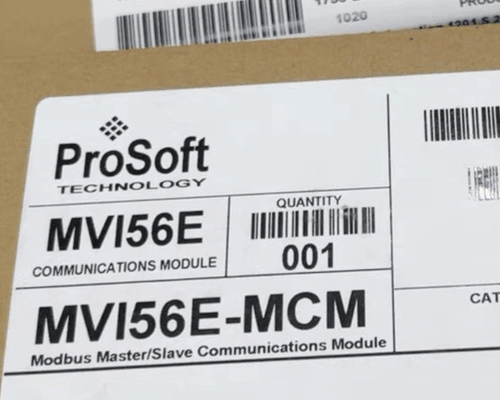 1020
ProSoft
TECHNOLOGY
MVI56E
COMMUNICATIONS MODULE
QUANTITY
001
MVI56E-MCM
Modbus Master/Slave Communications Module
CAT